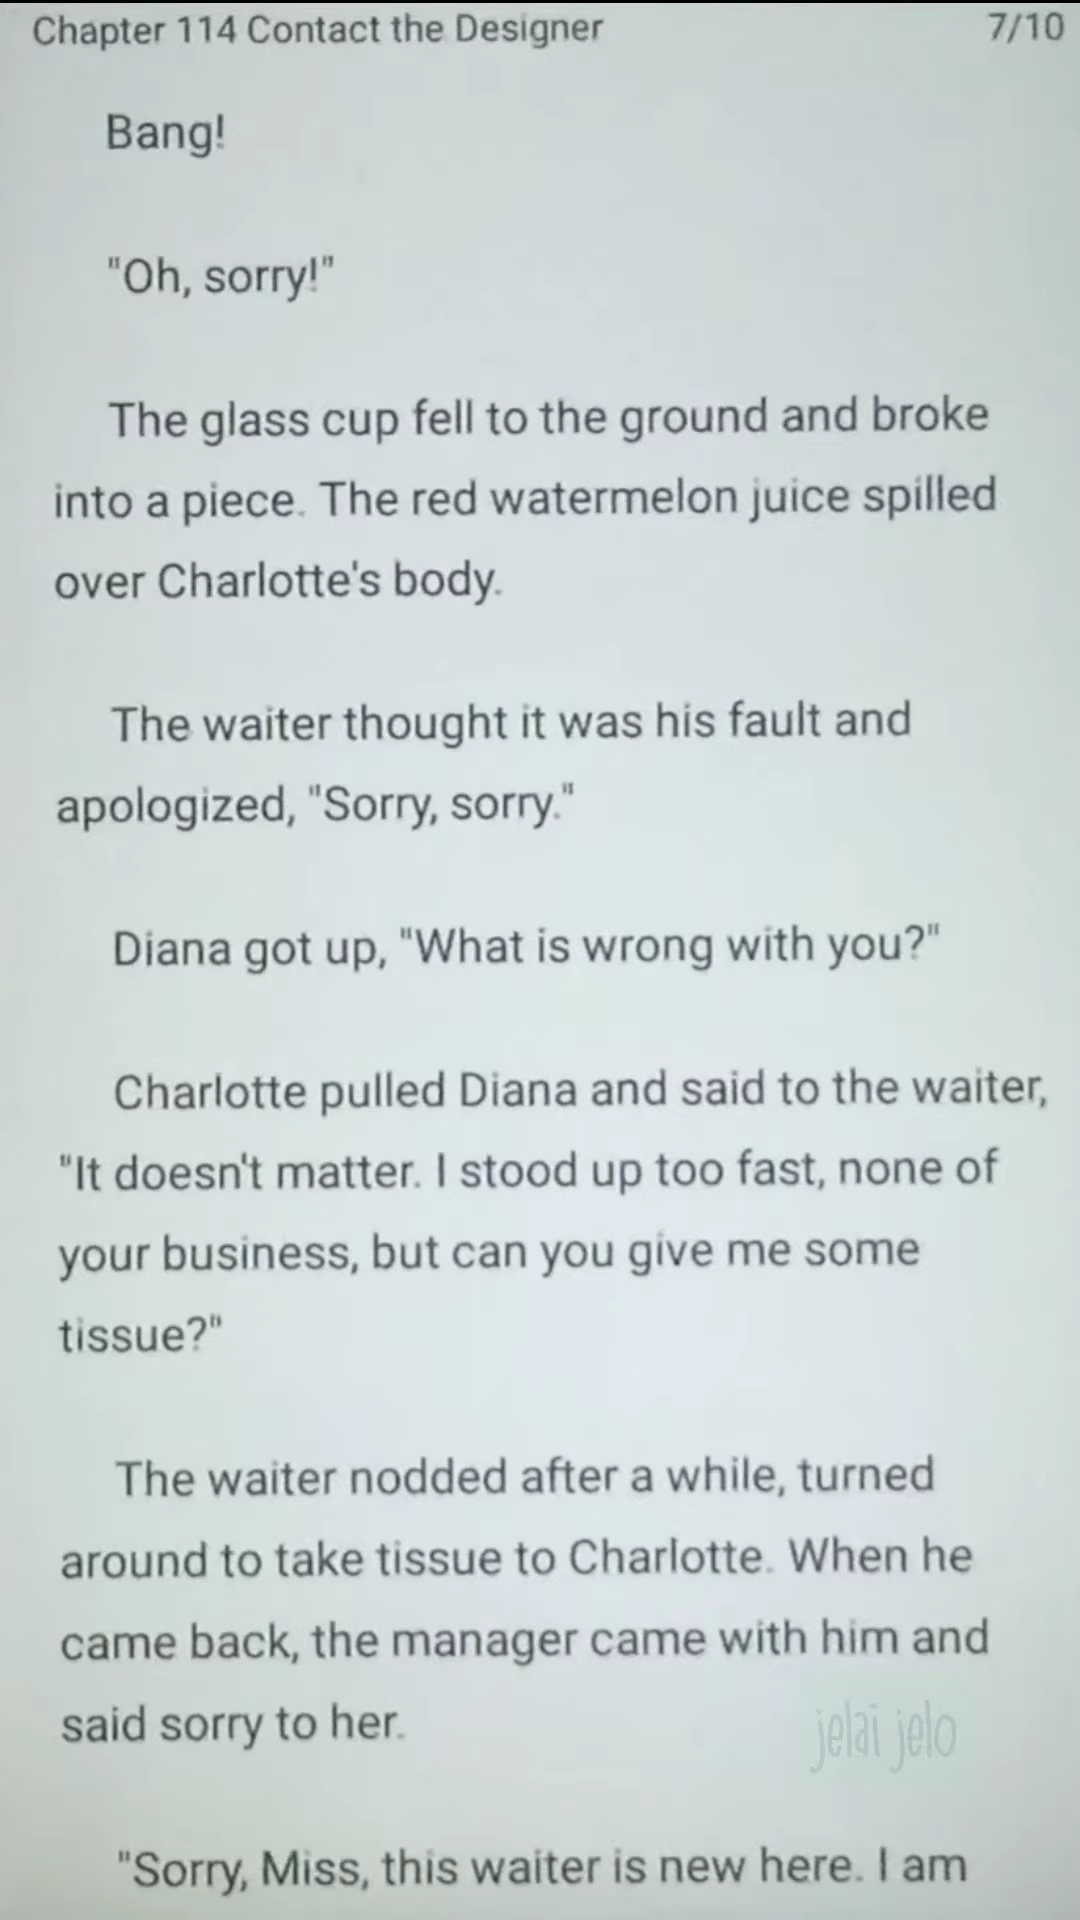 Chapter 114 Contact the Designer 7/10
Bang!
"Oh, sorry!"
The glass cup fell to the ground and broke
into a piece. The red watermelon juice spilled
over Charlotte's body.
The waiter thought it was his fault and
apologized, "Sorry, sorry."
Diana got up, "What is wrong with you?"
Charlotte pulled Diana and said to the waiter,
"It doesn't matter. I stood up too fast, none of
your business, but can you give me some
tissue?"
The waiter nodded after a while, turned
around to take tissue to Charlotte. When he
came back, the manager came with him and
said sorry to her.
jelai jelo
"Sorry, Miss, this waiter is new here. I am